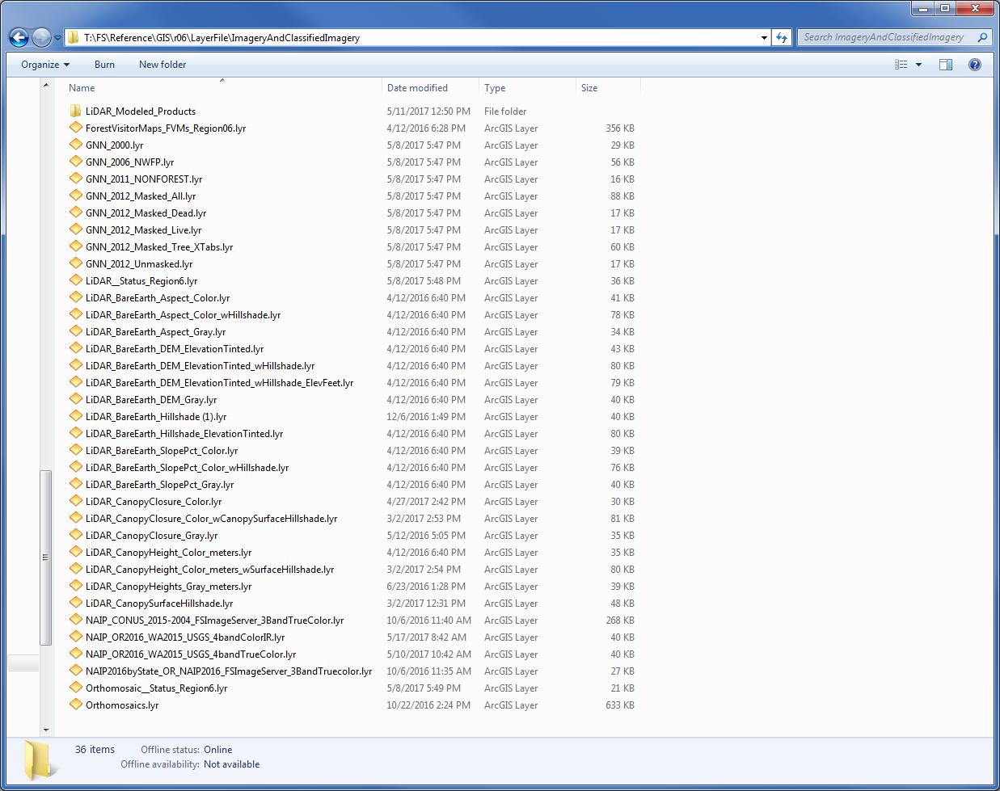 T:\FS\Reference\GIS\r06\LayerFile\ImageryAndClassifiedImagery Search ImageryAndClassifiedImagery
Organize Burn New folder
Name Date modified Type Size
LiDAR_Modeled_Products 5/11/2017 12:50 PM File folder
ForestVisitorMaps_FVMs_Region06.lyr 4/12/2016 6:28 PM ArcGIS Layer 356 KB
GNN_2000.lyr 5/8/2017 5:47 PM ArcGIS Layer 29 KB
GNN_2006_NWFP.lyr 5/8/2017 5:47 PM ArcGIS Layer 56 KB
GNN_2011_NONFOREST.lyr 5/8/2017 5:47 PM ArcGIS Layer 16 KB
GNN_2012_Masked_All.lyr 5/8/2017 5:47 PM ArcGIS Layer 88 KB
GNN_2012_Masked_Dead.lyr 5/8/2017 5:47 PM ArcGIS Layer 17 KB
GNN_2012_Masked_Live.lyr 5/8/2017 5:47 PM ArcGIS Layer 17 KB
GNN_2012_Masked_Tree_XTabs.lyr 5/8/2017 5:47 PM ArcGIS Layer 60 KB
GNN_2012_Unmasked.lyr 5/8/2017 5:47 PM ArcGIS Layer 17 KB
LiDAR__Status_Region6.lyr 5/8/2017 5:48 PM ArcGIS Layer 36 KB
LiDAR_BareEarth_Aspect_Color.lyr 4/12/2016 6:40 PM ArcGIS Layer 41 KB
LiDAR_BareEarth_Aspect_Color_wHillshade.lyr 4/12/2016 6:40 PM ArcGIS Layer 78 KB
LiDAR_BareEarth_Aspect_Gray.lyr 4/12/2016 6:40 PM ArcGIS Layer 34 KB
LiDAR_BareEarth_DEM_ElevationTinted.lyr 4/12/2016 6:40 PM ArcGIS Layer 43 KB
LiDAR_BareEarth_DEM_ElevationTinted_wHillshade.lyr 4/12/2016 6:40 PM ArcGIS Layer 80 KB
LiDAR_BareEarth_DEM_ElevationTinted_wHillshade_ElevFeet.lyr 4/12/2016 6:40 PM ArcGIS Layer 79 KB
LiDAR_BareEarth_DEM_Gray.lyr 4/12/2016 6:40 PM ArcGIS Layer 40 KB
LiDAR_BareEarth_Hillshade (1).lyr 12/6/2016 1:49 PM ArcGIS Layer 40 KB
LiDAR_BareEarth_Hillshade_ElevationTinted.lyr 4/12/2016 6:40 PM ArcGIS Layer 80 KB
LiDAR_BareEarth_SlopePct_Color.lyr 4/12/2016 6:40 PM ArcGIS Layer 39 KB
LiDAR_BareEarth_SlopePct_Color_wHillshade.lyr 4/12/2016 6:40 PM ArcGIS Layer 76 KB
LiDAR_BareEarth_SlopePct_Gray.lyr 4/12/2016 6:40 PM ArcGIS Layer 40 KB
LiDAR_CanopyClosure_Color.lyr 4/27/2017 2:42 PM ArcGIS Layer 30 KB
LiDAR_CanopyClosure_Color_wCanopySurfaceHillshade.lyr 3/2/2017 2:53 PM ArcGIS Layer 81 KB
LiDAR_CanopyClosure_Gray.lyr 5/12/2016 5:05 PM ArcGIS Layer 35 KB
LiDAR_CanopyHeight_Color_meters.lyr 4/12/2016 6:40 PM ArcGIS Layer 35 KB
LiDAR_CanopyHeight_Color_meters_wSurfaceHillshade.lyr 3/2/2017 2:54 PM ArcGIS Layer 80 KB
LiDAR_CanopyHeights_Gray_meters.lyr 6/23/2016 1:28 PM ArcGIS Layer 39 KB
LiDAR_CanopySurfaceHillshade.lyr 3/2/2017 12:31 PM ArcGIS Layer 48 KB
NAIP_CONUS_2015-2004_FSImageServer_3BandTrueColor.lyr 10/6/2016 11:40 AM ArcGIS Layer 268 KB
NAIP_OR2016_WA2015_USGS_4bandColorIR.lyr 5/17/2017 8:42 AM ArcGIS Layer 40 KB
NAIP_OR2016_WA2015_USGS_4bandTrueColor.lyr 5/10/2017 10:42 AM ArcGIS Layer 40 KB
NAIP2016byState_OR_NAIP2016_FSImageServer_3BandTruecolor.lyr 10/6/2016 11:35 AM ArcGIS Layer 27 KB
Orthomosaic__Status_Region6.lyr 5/8/2017 5:49 PM ArcGIS Layer 21 KB
Orthomosaics.lyr 10/22/2016 2:24 PM ArcGIS Layer 633 KB
36 items Offline status: Online
Offline availability: Not available